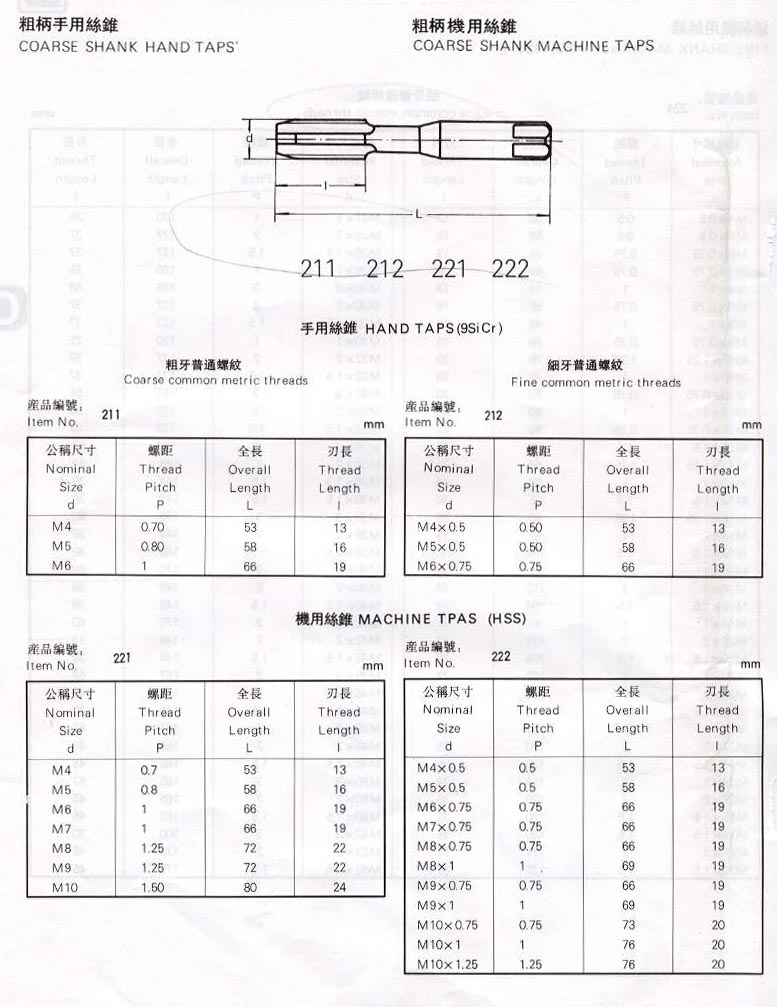 粗柄手用絲錐
COARSE SHANK HAND TAPS
粗柄機用絲錐
COARSE SHANK MACHINE TAPS
d
l
L
211 212 221 222
手用絲錐 HAND TAPS (9SiCr)
粗牙普通螺紋
Coarse common metric threads
産品編號:
Item No. 211
mm
公稱尺寸 螺距 全長 刃長
Nominal Thread Overall Thread
Size Pitch Length Length
d P L l
M4 0.70 53 13
M5 0.80 58 16
M6 1 66 19
細牙普通螺紋
Fine common metric threads
産品編號:
Item No. 212
mm
公稱尺寸 螺距 全長 刃長
Nominal Thread Overall Thread
Size Pitch Length Length
d P L l
M4×0.5 0.50 53 13
M5×0.5 0.50 58 16
M6×0.75 0.75 66 19
機用絲錐 MACHINE TPAS (HSS)
産品編號:
Item No. 221
mm
公稱尺寸 螺距 全長 刃長
Nominal Thread Overall Thread
Size Pitch Length Length
d P L l
M4 0.7 53 13
M5 0.8 58 16
M6 1 66 19
M7 1 66 19
M8 1.25 72 22
M9 1.25 72 22
M10 1.50 80 24
産品編號:
Item No. 222
mm
公稱尺寸 螺距 全長 刃長
Nominal Thread Overall Thread
Size Pitch Length Length
d P L l
M4×0.5 0.5 53 13
M5×0.5 0.5 58 16
M6×0.75 0.75 66 19
M7×0.75 0.75 66 19
M8×0.75 0.75 66 19
M8×1 1 69 19
M9×0.75 0.75 66 19
M9×1 1 69 19
M10×0.75 0.75 73 20
M10×1 1 76 20
M10×1.25 1.25 76 20